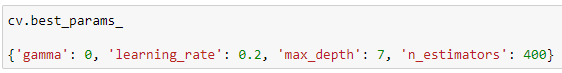 cv.best_params_
{'gamma': 0, 'learning_rate': 0.2, 'max_depth': 7, 'n_estimators': 400}